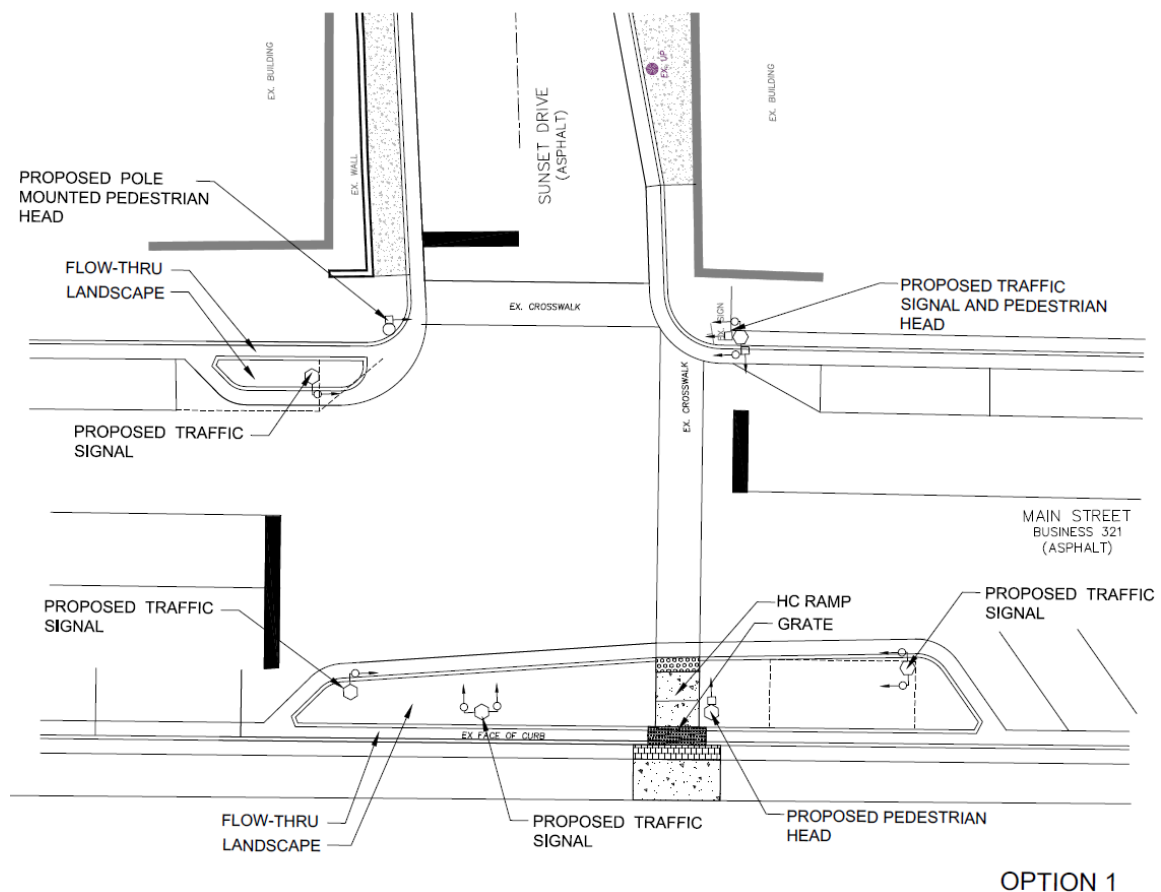 EX. BUILDING
EX. WALL
SUNSET DRIVE
(ASPHALT)
EX. UP
EX. BUILDING
PROPOSED POLE
MOUNTED PEDESTRIAN
HEAD
FLOW-THRU
LANDSCAPE
EX. CROSSWALK
EX. SIGN
PROPOSED TRAFFIC
SIGNAL AND PEDESTRIAN
HEAD
EX. CROSSWALK
PROPOSED TRAFFIC
SIGNAL
MAIN STREET
BUSINESS 321
(ASPHALT)
PROPOSED TRAFFIC
SIGNAL
HC RAMP
GRATE
PROPOSED TRAFFIC
SIGNAL
EX FACE OF CURB
FLOW-THRU
LANDSCAPE
PROPOSED TRAFFIC
SIGNAL
PROPOSED PEDESTRIAN
HEAD
OPTION 1